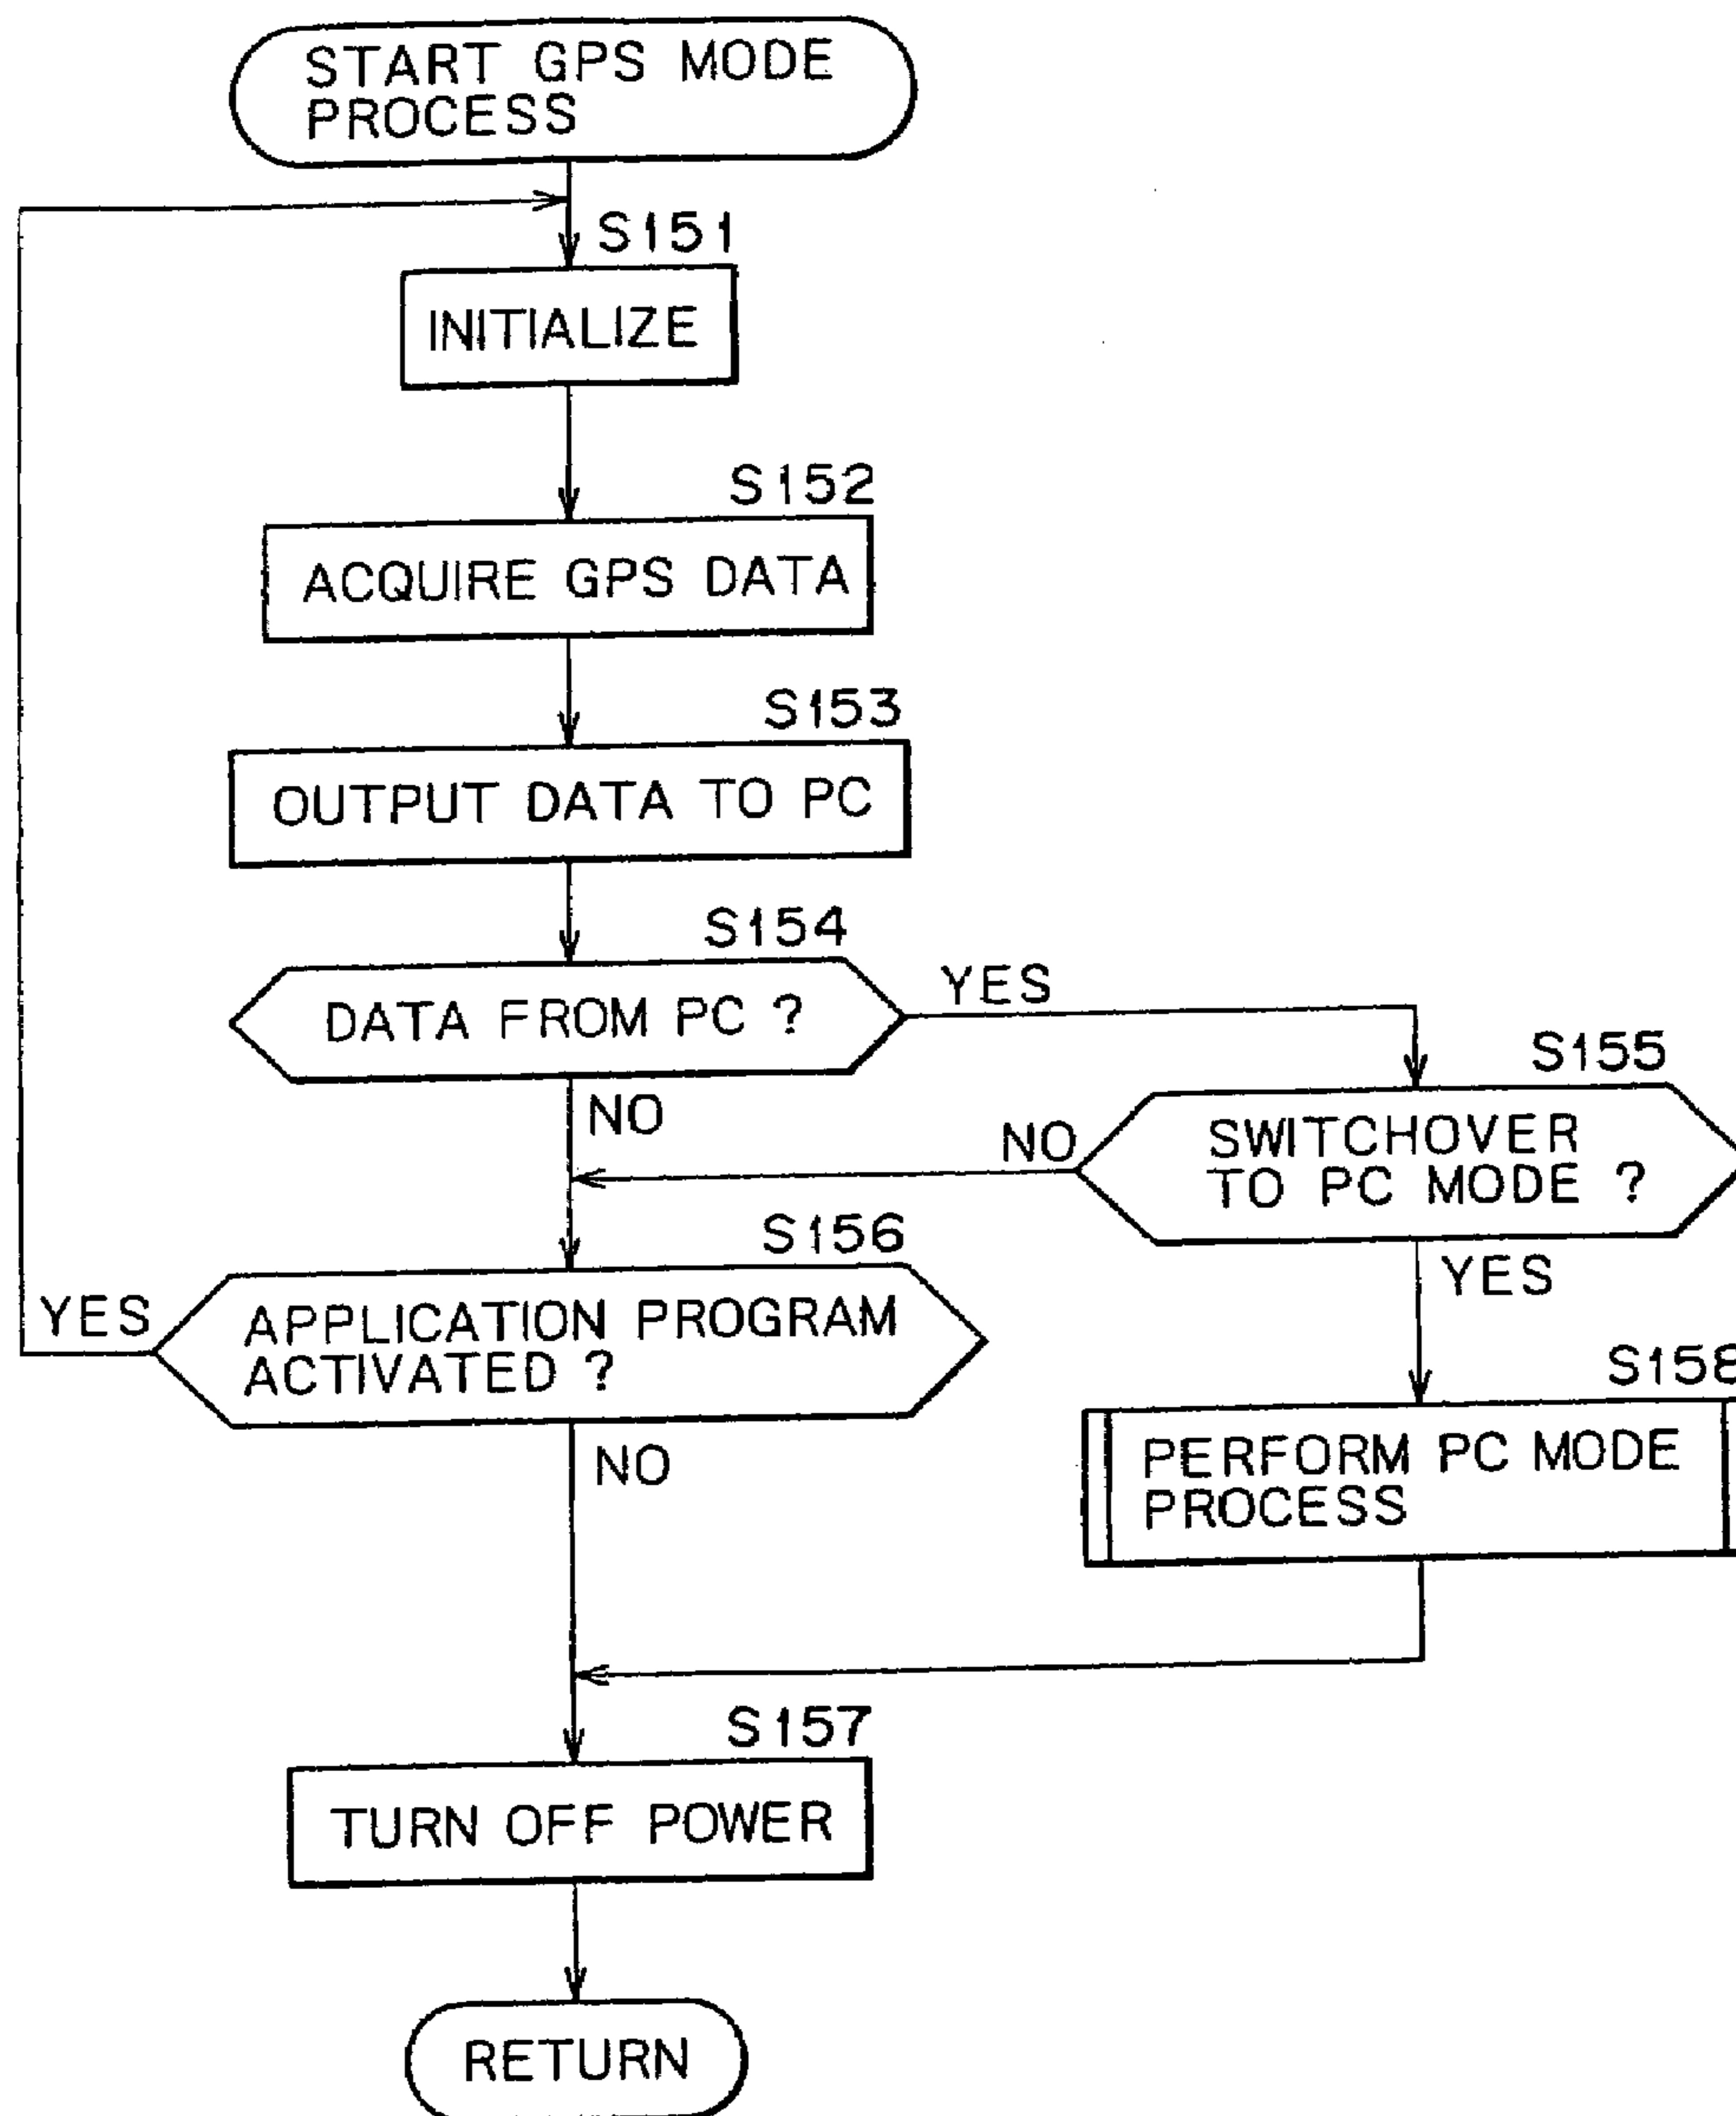 START GPS MODE
PROCESS
S151
INITIALIZE
S152
ACQUIRE GPS DATA
S153
OUTPUT DATA TO PC
S154
DATA FROM PC ?
YES
NO
S155
SWITCHOVER
TO PC MODE ?
NO
YES
S156
APPLICATION PROGRAM
ACTIVATED ?
YES
NO
S158
PERFORM PC MODE
PROCESS
S157
TURN OFF POWER
RETURN